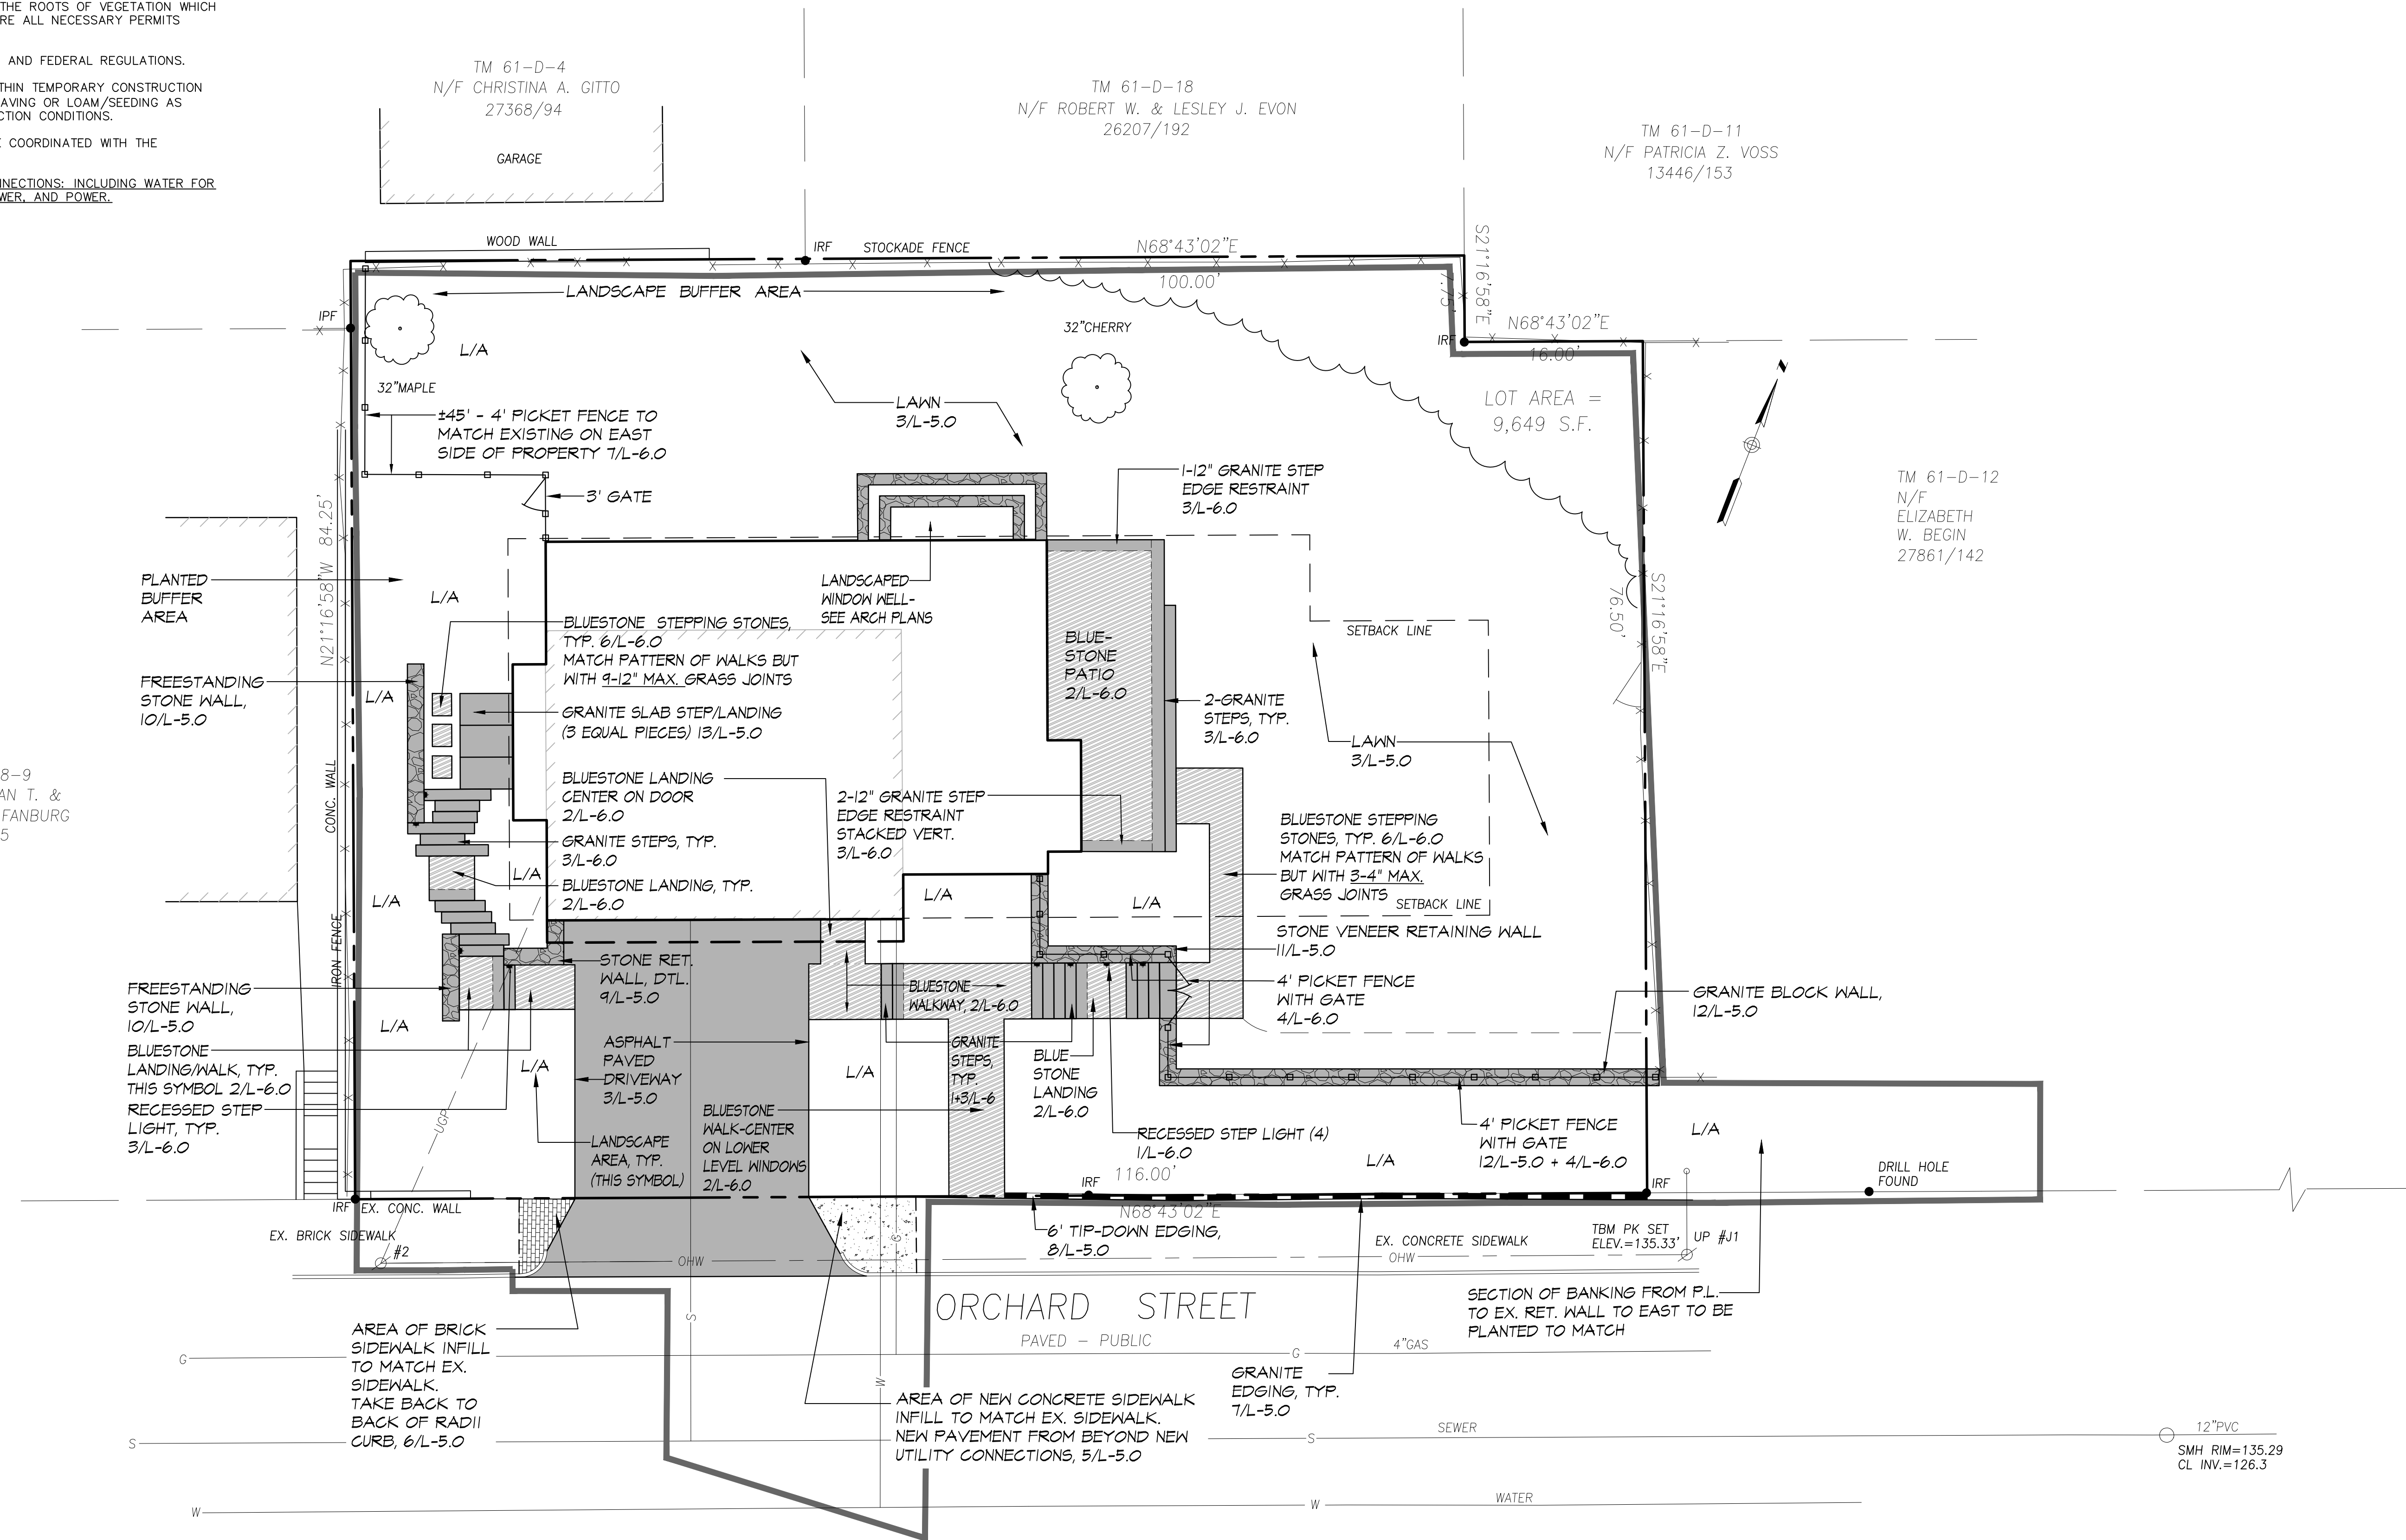 THE ROOTS OF VEGETATION WHICH
RE ALL NECESSARY PERMITS
AND FEDERAL REGULATIONS.
THIN TEMPORARY CONSTRUCTION
AVING OR LOAM/SEEDING AS
CTION CONDITIONS.
E COORDINATED WITH THE
NNECTIONS: INCLUDING WATER FOR
WER, AND POWER.
TM 61-D-4
N/F CHRISTINA A. GITTO
27368/94
GARAGE
TM 61-D-18
N/F ROBERT W. & LESLEY J. EVON
26207/192
TM 61-D-11
N/F PATRICIA Z. VOSS
13446/153
WOOD WALL
IRF
STOCKADE FENCE
N68°43'02"E
100.00'
S21°16'58"E
7.75'
LANDSCAPE BUFFER AREA
IPF
L/A
32"MAPLE
32"CHERRY
IRF
N68°43'02"E
16.00'
LOT AREA =
9,649 S.F.
N
±45' - 4' PICKET FENCE TO
MATCH EXISTING ON EAST
SIDE OF PROPERTY 7/L-6.0
LAWN
3/L-5.0
3' GATE
1-12" GRANITE STEP
EDGE RESTRAINT
3/L-6.0
TM 61-D-12
N/F
ELIZABETH
W. BEGIN
27861/142
N21°16'58"W 84.25'
PLANTED
BUFFER
AREA
L/A
LANDSCAPED
WINDOW WELL-
SEE ARCH PLANS
BLUESTONE STEPPING STONES,
TYP. 6/L-6.0
MATCH PATTERN OF WALKS BUT
WITH 9-12" MAX. GRASS JOINTS
BLUE-
STONE
PATIO
2/L-6.0
SETBACK LINE
S21°16'58"E
76.50'
FREESTANDING
STONE WALL,
10/L-5.0
L/A
GRANITE SLAB STEP/LANDING
(3 EQUAL PIECES) 13/L-5.0
2-GRANITE
STEPS, TYP.
3/L-6.0
LAWN
3/L-5.0
8-9
AN T. &
FANBURG
5
CONC. WALL
BLUESTONE LANDING
CENTER ON DOOR
2/L-6.0
2-12" GRANITE STEP
EDGE RESTRAINT
STACKED VERT.
3/L-6.0
BLUESTONE STEPPING
STONES, TYP. 6/L-6.0
MATCH PATTERN OF WALKS
BUT WITH 3-4" MAX.
GRASS JOINTS
GRANITE STEPS, TYP.
3/L-6.0
L/A
BLUESTONE LANDING, TYP.
2/L-6.0
L/A
L/A
L/A
SETBACK LINE
IRON FENCE
STONE VENEER RETAINING WALL
11/L-5.0
STONE RET.
WALL, DTL.
9/L-5.0
BLUESTONE
WALKWAY, 2/L-6.0
4' PICKET FENCE
WITH GATE
4/L-6.0
GRANITE BLOCK WALL,
12/L-5.0
FREESTANDING
STONE WALL,
10/L-5.0
L/A
BLUESTONE
LANDING/WALK, TYP.
THIS SYMBOL 2/L-6.0
L/A
ASPHALT
PAVED
DRIVEWAY
3/L-5.0
L/A
GRANITE
STEPS,
TYP.
1+3/L-6
BLUE
STONE
LANDING
2/L-6.0
RECESSED STEP
LIGHT, TYP.
3/L-6.0
UGP
LANDSCAPE
AREA, TYP.
(THIS SYMBOL)
BLUESTONE
WALK-CENTER
ON LOWER
LEVEL WINDOWS
2/L-6.0
RECESSED STEP LIGHT (4)
1/L-6.0
116.00'
L/A
4' PICKET FENCE
WITH GATE
12/L-5.0 + 4/L-6.0
L/A
DRILL HOLE
FOUND
IRF
EX. CONC. WALL
IRF
IRF
N68°43'02"E
6' TIP-DOWN EDGING,
8/L-5.0
EX. BRICK SIDEWALK
#2
OHW
G
EX. CONCRETE SIDEWALK
OHW
TBM PK SET
ELEV.=135.33'
UP #J1
ORCHARD STREET
PAVED - PUBLIC
SECTION OF BANKING FROM P.L.
TO EX. RET. WALL TO EAST TO BE
PLANTED TO MATCH
AREA OF BRICK
SIDEWALK INFILL
TO MATCH EX.
SIDEWALK.
TAKE BACK TO
BACK OF RADII
CURB, 6/L-5.0
S
W
G
G
4"GAS
GRANITE
EDGING, TYP.
7/L-5.0
AREA OF NEW CONCRETE SIDEWALK
INFILL TO MATCH EX. SIDEWALK.
NEW PAVEMENT FROM BEYOND NEW
UTILITY CONNECTIONS, 5/L-5.0
S
S
SEWER
12"PVC
SMH RIM=135.29
CL INV.=126.3
W
W
WATER